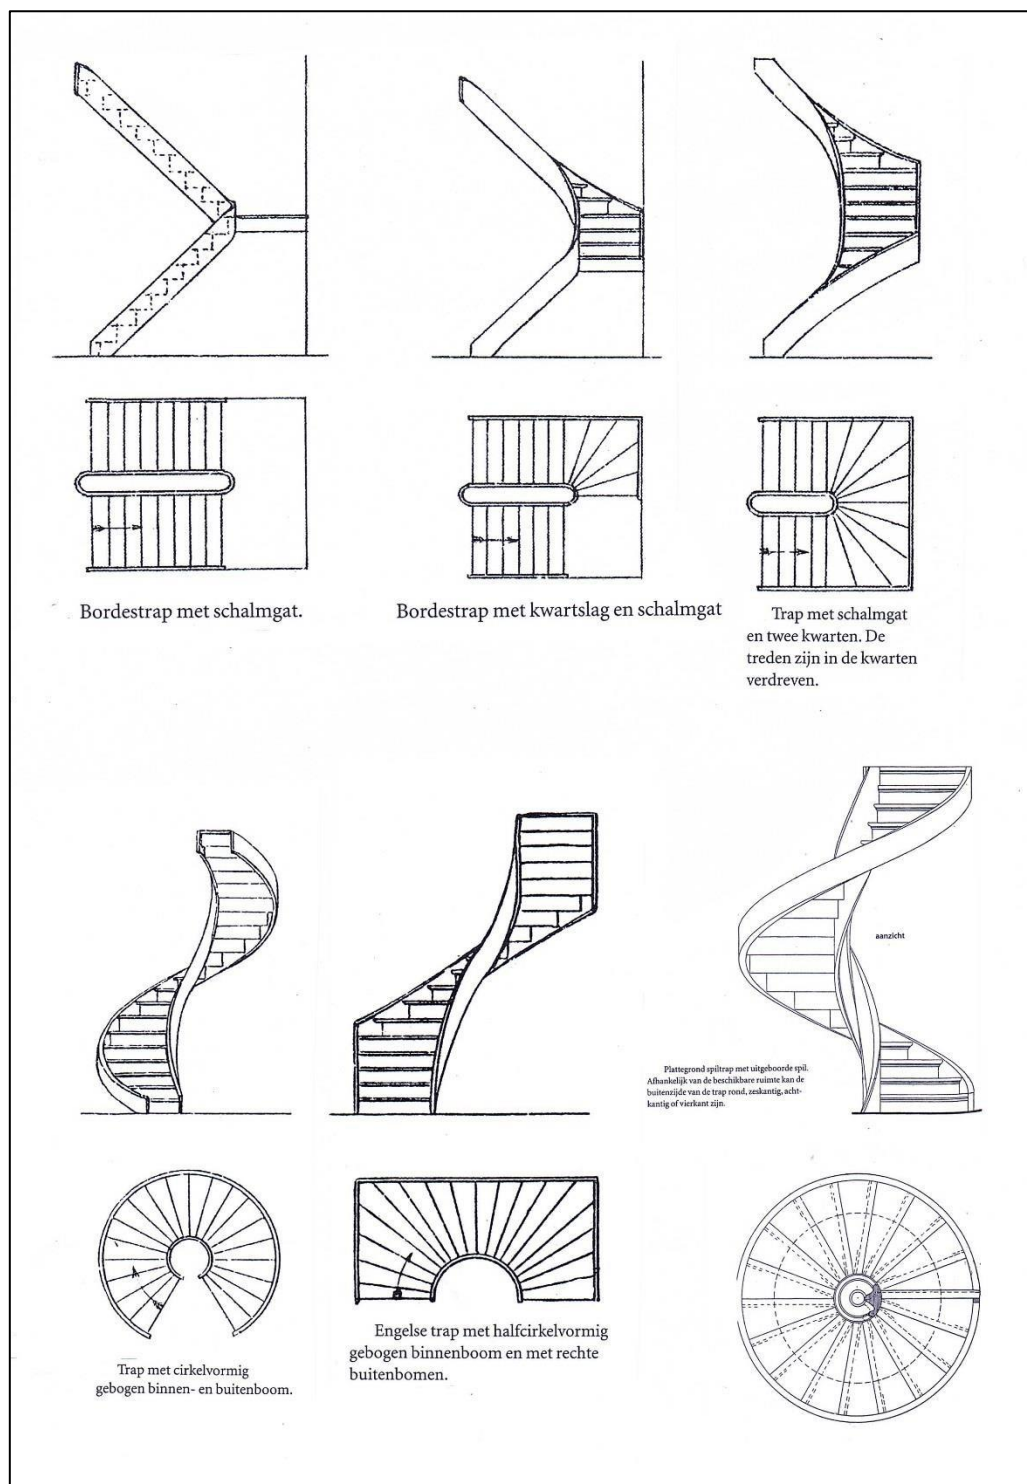 Bordestrap met schalmgat.
Bordestrap met kwartslag en schalmgat
Trap met schalmgat
en twee kwarten. De
treden zijn in de kwarten
verdreven.
aanzicht
Plattegrond spiltrap met uitgeboorde spil.
Afhankelijk van de beschikbare ruimte kan de
buitenzijde van de trap rond, zeskantig, acht-
kantig of vierkant zijn.
Trap met cirkelvormig
gebogen binnen- en buitenboom.
Engelse trap met halfcirkelvormig
gebogen binnenboom en met rechte
buitenbomen.